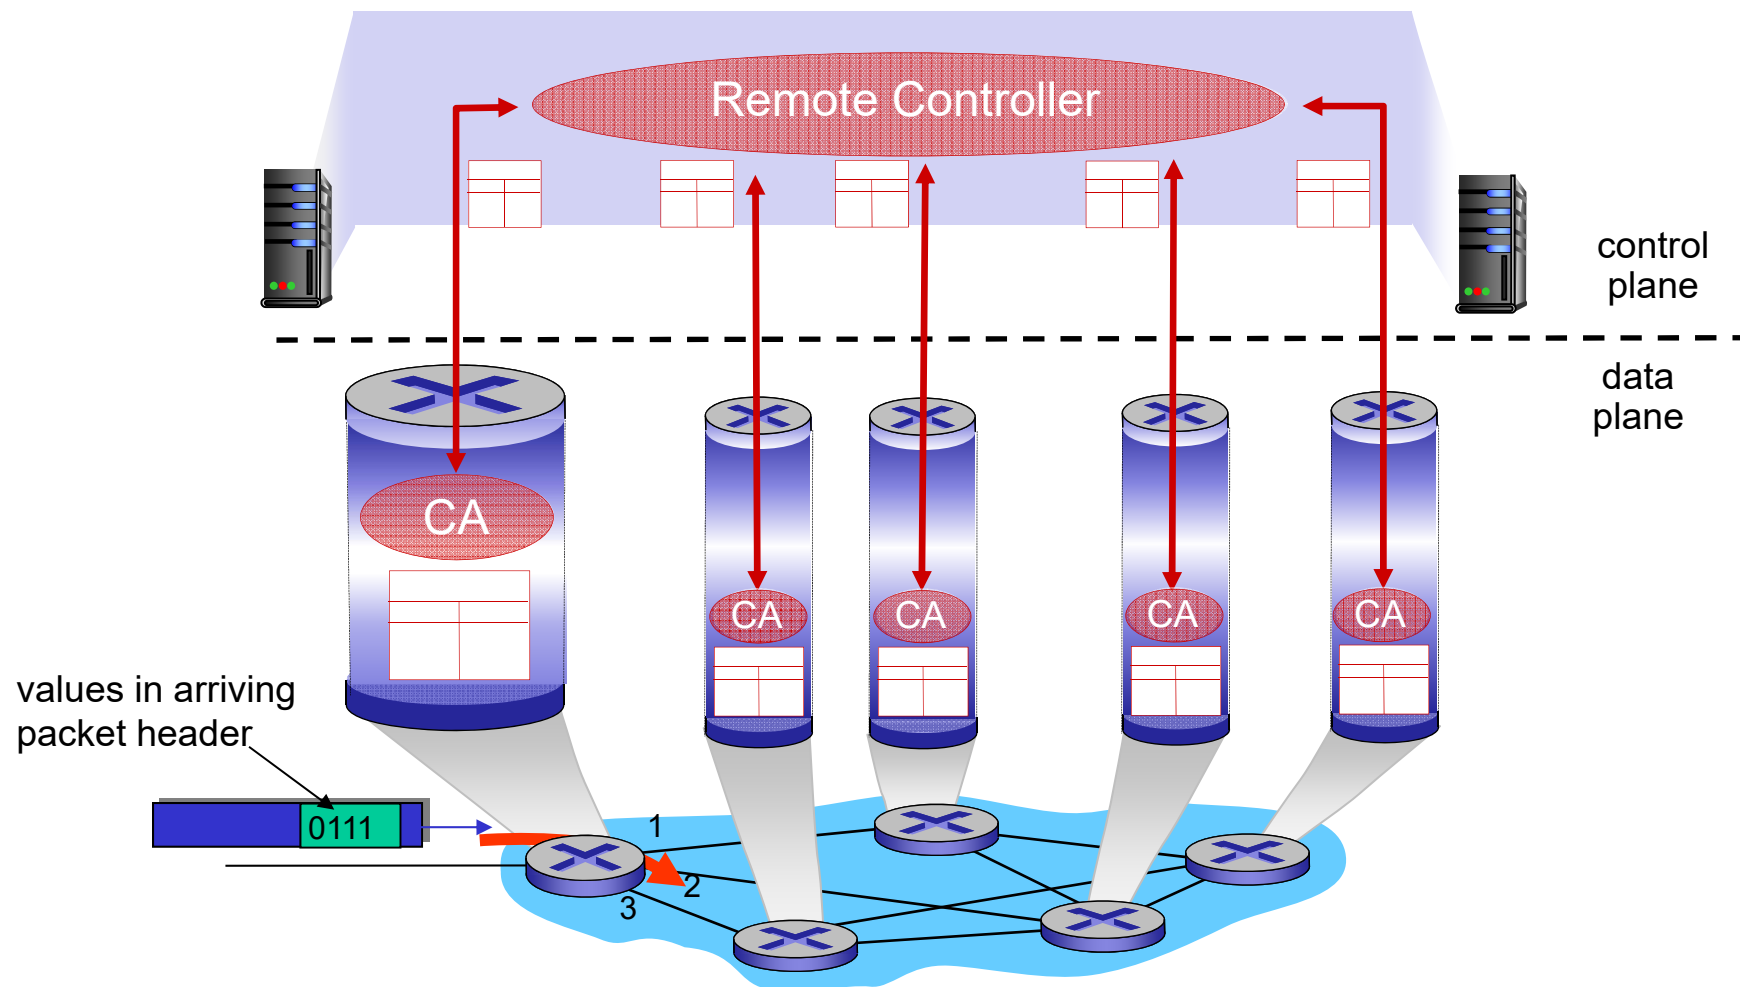 Remote Controller
control
plane
data
plane
CA
CA
CA
CA
CA
values in arriving
packet header
0111
1
2
3